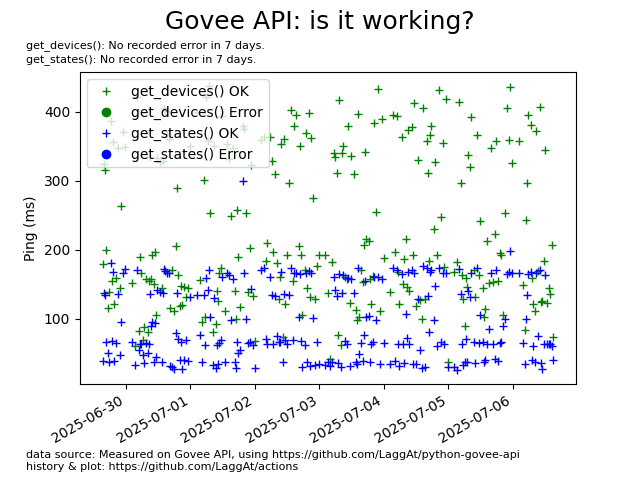 Govee API: is it working?
get_devices(): No recorded error in 7 days.
get_states(): No recorded error in 7 days.
get_devices() OK
get_devices() Error
get_states() OK
get_states() Error
Ping (ms)
400
300
200
100
2025-06-30
2025-07-01
2025-07-02
2025-07-03
2025-07-04
2025-07-05
2025-07-06
data source: Measured on Govee API, using https://github.com/LaggAt/python-govee-api
history & plot: https://github.com/LaggAt/actions